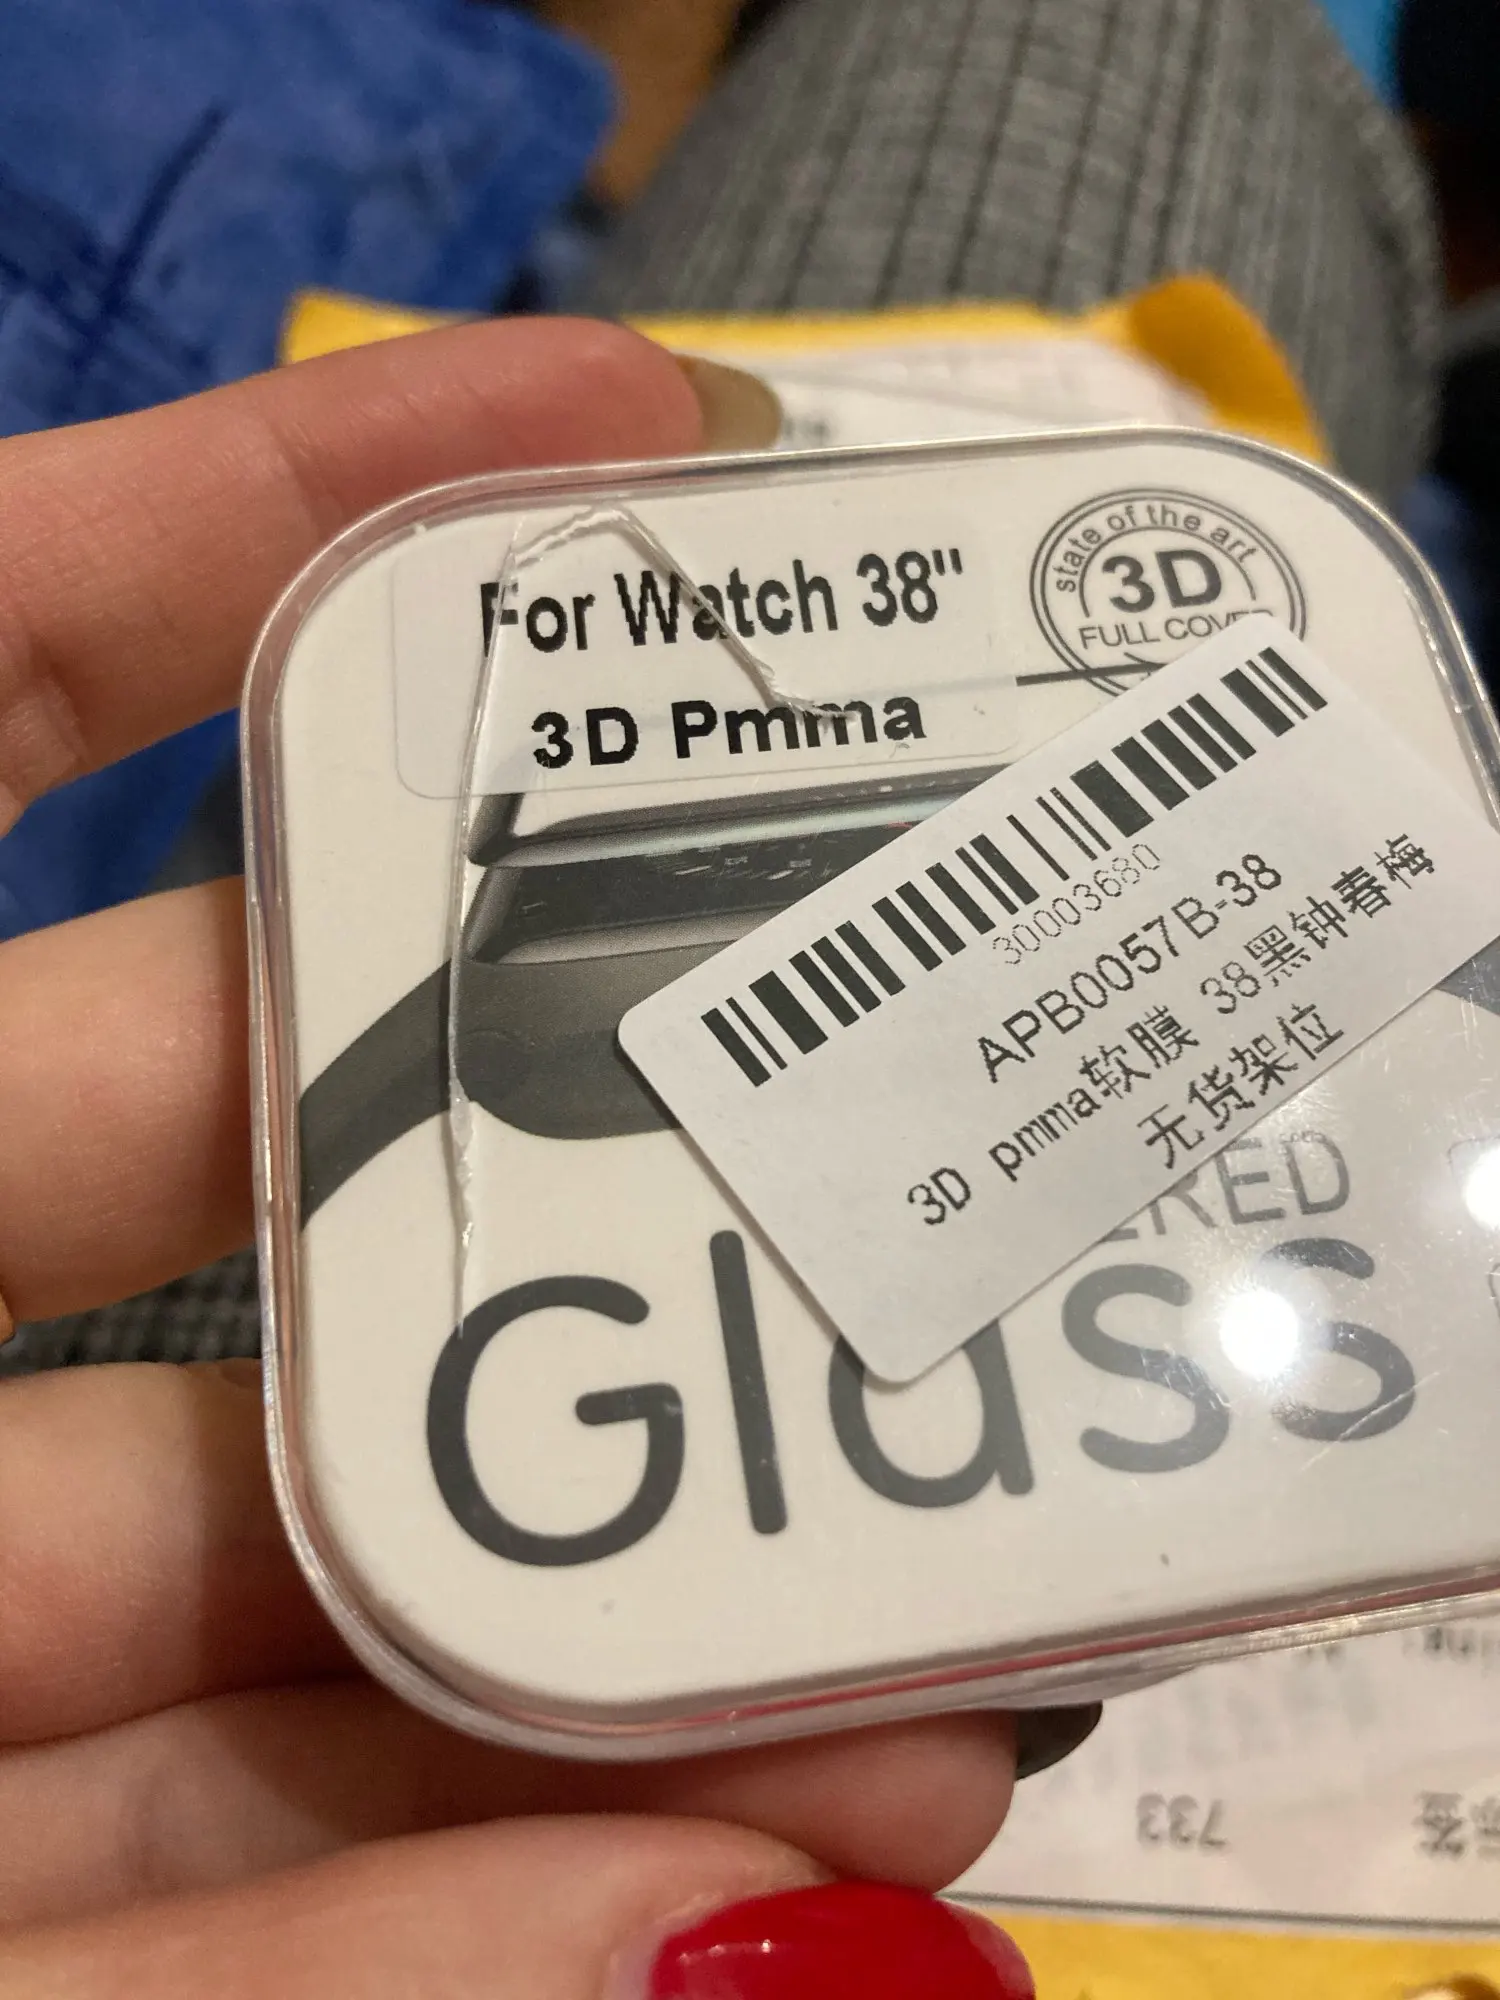 For Watch 38"
3D Pmma
state of the art
3D
FULL COVER
30003680
APB0057B-38
3D pmma软膜 38黑钟春梅
无货架位
Glass
733